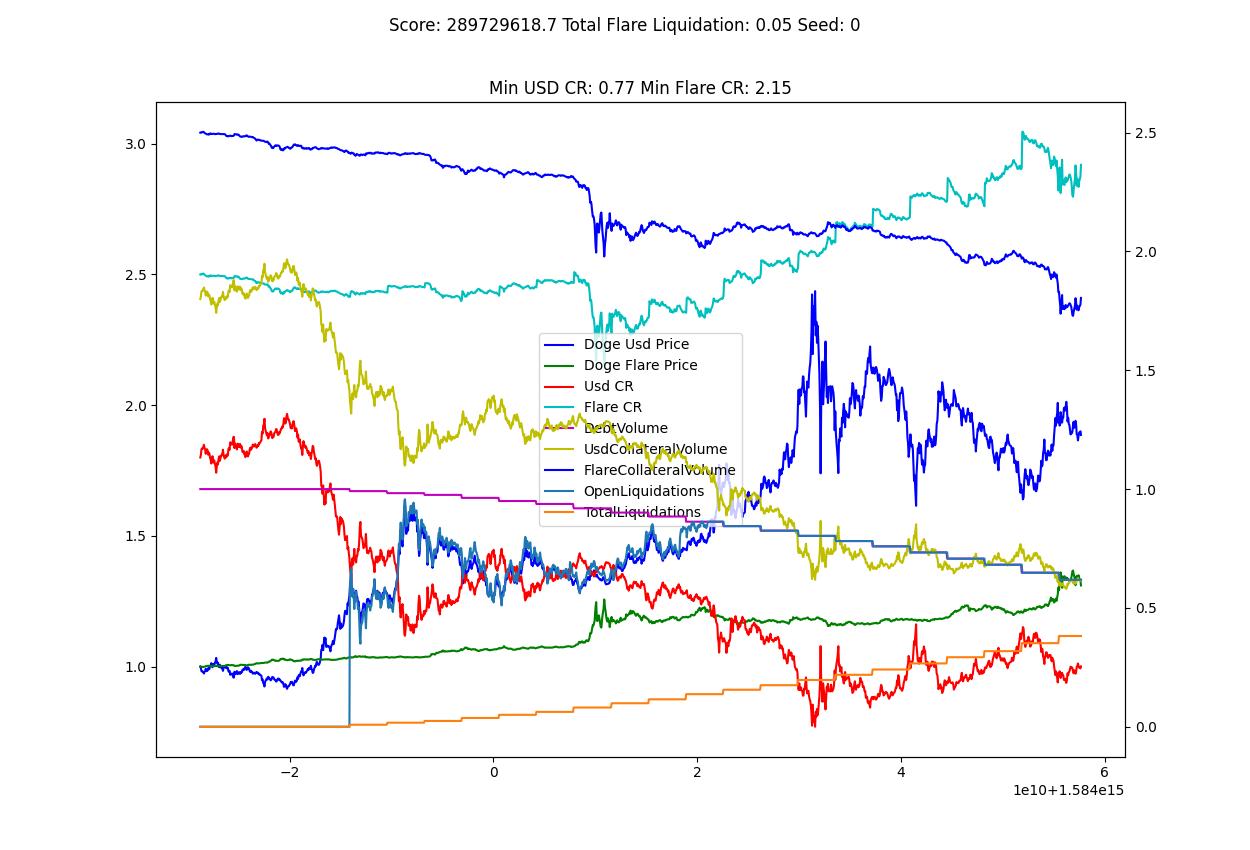 Score: 289729618.7 Total Flare Liquidation: 0.05 Seed: 0
Min USD CR: 0.77 Min Flare CR: 2.15
3.0
2.5
2.0
1.5
1.0
2.5
2.0
1.5
1.0
0.5
0.0
Doge Usd Price
Doge Flare Price
Usd CR
Flare CR
DebtVolume
UsdCollateralVolume
FlareCollateralVolume
OpenLiquidations
TotalLiquidations
−2 0 2 4 6
1e10+1.584e15